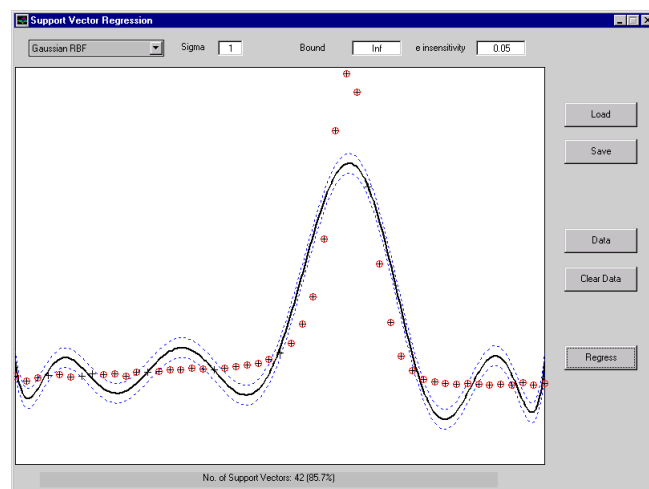 Support Vector Regression
Gaussian RBF Sigma 1 Bound Inf e insensitivity 0.05
Load
Save
Data
Clear Data
Regress
No. of Support Vectors: 42 (85.7%)